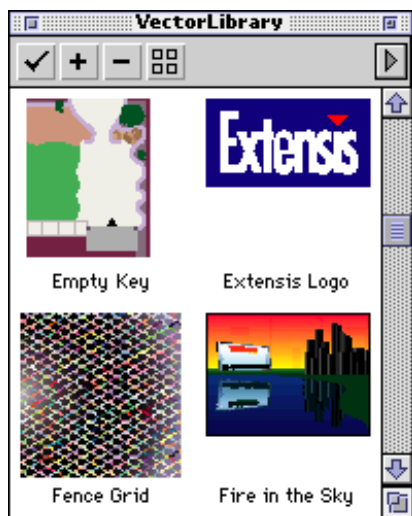 VectorLibrary
Extensis
Empty Key
Extensis Logo
Fence Grid
Fire in the Sky